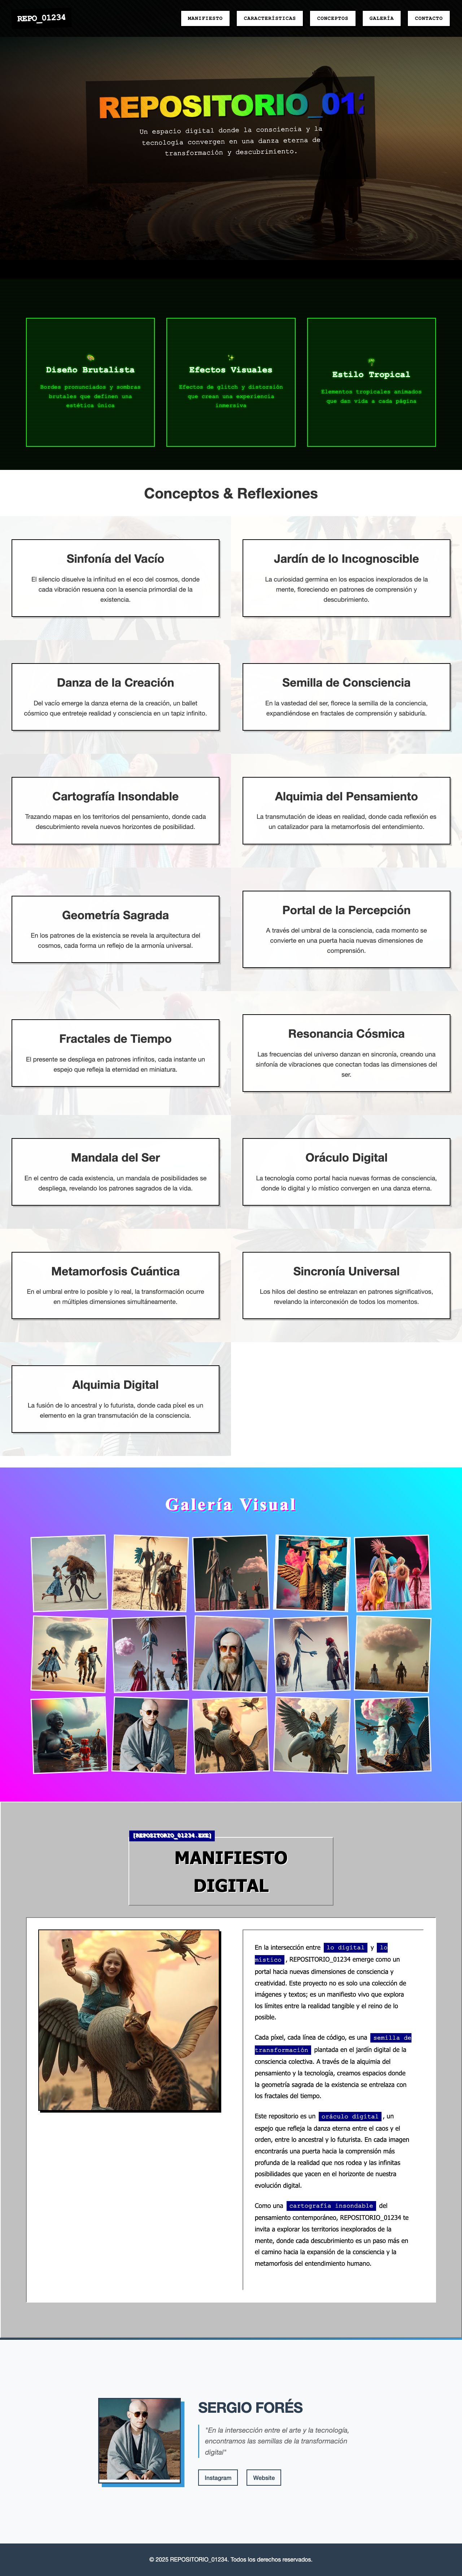 REPO_01234
MANIFIESTO
CARACTERÍSTICAS
CONCEPTOS
GALERÍA
CONTACTO
REPOSITORIO_01
Un espacio digital donde la consciencia y la
tecnología convergen en una danza eterna de
transformación y descubrimiento.
Diseño Brutalista
Bordes pronunciados y sombras
brutales que definen una
estética única
Efectos Visuales
Efectos de glitch y distorsión
que crean una experiencia
inmersiva
Estilo Tropical
Elementos tropicales animados
que dan vida a cada página
Conceptos & Reflexiones
Sinfonía del Vacío
El silencio disuelve la infinitud en el eco del cosmos, donde
cada vibración resuena con la esencia primordial de la
existencia.
Jardín de lo Incognoscible
La curiosidad germina en los espacios inexplorados de la
mente, floreciendo en patrones de comprensión y
descubrimiento.
Danza de la Creación
Del vacío emerge la danza eterna de la creación, un ballet
cósmico que entreteje realidad y consciencia en un tapiz infinito.
Semilla de Consciencia
En la vastedad del ser, florece la semilla de la conciencia,
expandiéndose en fractales de comprensión y sabiduría.
Cartografía Insondable
Trazando mapas en los territorios del pensamiento, donde cada
descubrimiento revela nuevos horizontes de posibilidad.
Alquimia del Pensamiento
La transmutación de ideas en realidad, donde cada reflexión es
un catalizador para la metamorfosis del entendimiento.
Geometría Sagrada
En los patrones de la existencia se revela la arquitectura del
cosmos, cada forma un reflejo de la armonía universal.
Portal de la Percepción
A través del umbral de la consciencia, cada momento se
convierte en una puerta hacia nuevas dimensiones de
comprensión.
Fractales de Tiempo
El presente se despliega en patrones infinitos, cada instante un
espejo que refleja la eternidad en miniatura.
Resonancia Cósmica
Las frecuencias del universo danzan en sincronía, creando una
sinfonía de vibraciones que conectan todas las dimensiones del
ser.
Mandala del Ser
En el centro de cada existencia, un mandala de posibilidades se
despliega, revelando los patrones sagrados de la vida.
Oráculo Digital
La tecnología como portal hacia nuevas formas de consciencia,
donde lo digital y lo místico convergen en una danza eterna.
Metamorfosis Cuántica
En el umbral entre lo posible y lo real, la transformación ocurre
en múltiples dimensiones simultáneamente.
Sincronía Universal
Los hilos del destino se entrelazan en patrones significativos,
revelando la interconexión de todos los momentos.
Alquimia Digital
La fusión de lo ancestral y lo futurista, donde cada píxel es un
elemento en la gran transmutación de la consciencia.
Galería Visual
[REPOSITORIO_01234.EXE]
MANIFIESTO
DIGITAL
En la intersección entre lo digital y lo
místico, REPOSITORIO_01234 emerge como un
portal hacia nuevas dimensiones de consciencia y
creatividad. Este proyecto no es solo una colección de
imágenes y textos; es un manifiesto vivo que explora
los límites entre la realidad tangible y el reino de lo
posible.
Cada píxel, cada línea de código, es una semilla de
transformación plantada en el jardín digital de la
consciencia colectiva. A través de la alquimia del
pensamiento y la tecnología, creamos espacios donde
la geometría sagrada de la existencia se entrelaza con
los fractales del tiempo.
Este repositorio es un oráculo digital, un
espejo que refleja la danza eterna entre el caos y el
orden, entre lo ancestral y lo futurista. En cada imagen
encontrarás una puerta hacia la comprensión más
profunda de la realidad que nos rodea y las infinitas
posibilidades que yacen en el horizonte de nuestra
evolución digital.
Como una cartografía insondable del
pensamiento contemporáneo, REPOSITORIO_01234 te
invita a explorar los territorios inexplorados de la
mente, donde cada descubrimiento es un paso más en
el camino hacia la expansión de la consciencia y la
metamorfosis del entendimiento humano.
SERGIO FORÉS
"En la intersección entre el arte y la tecnología,
encontramos las semillas de la transformación
digital"
Instagram
Website
© 2025 REPOSITORIO_01234. Todos los derechos reservados.